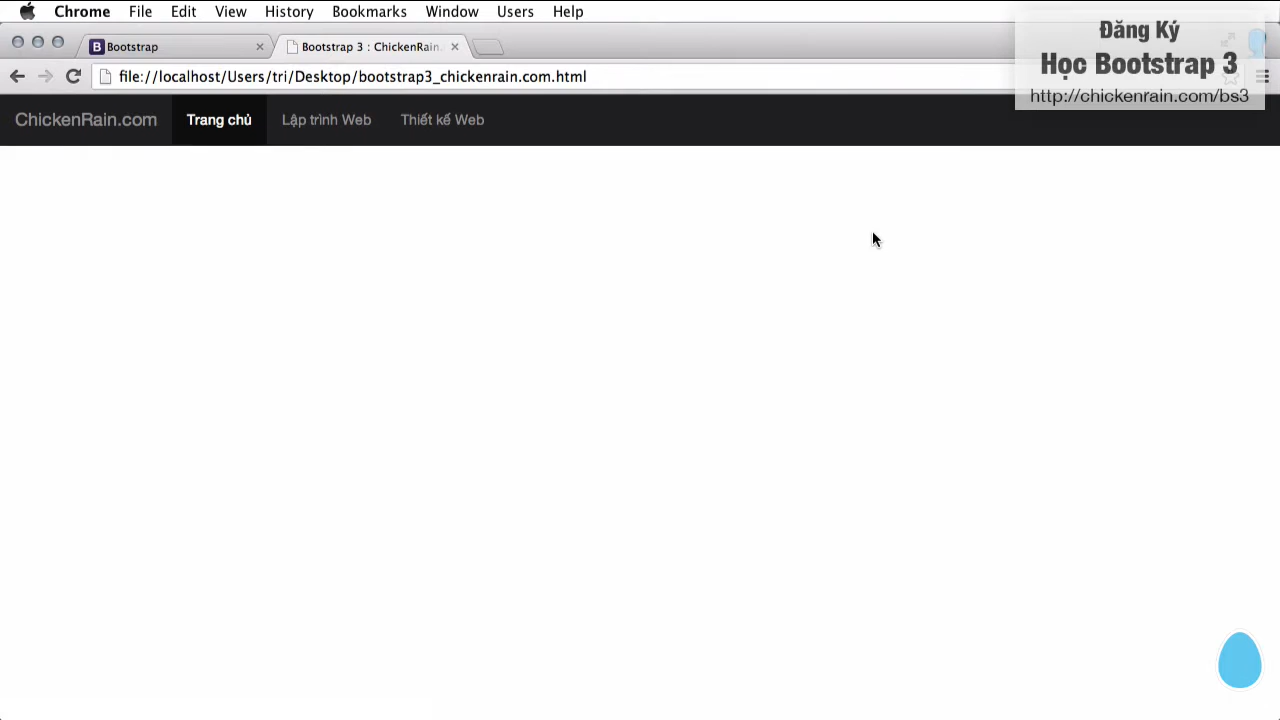 Chrome File Edit View History Bookmarks Window Users Help
Đăng Ký
Học Bootstrap 3
http://chickenrain.com/bs3
B Bootstrap
Bootstrap 3 : ChickenRain.
file://localhost/Users/tri/Desktop/bootstrap3_chickenrain.com.html
ChickenRain.com Trang chủ Lập trình Web Thiết kế Web